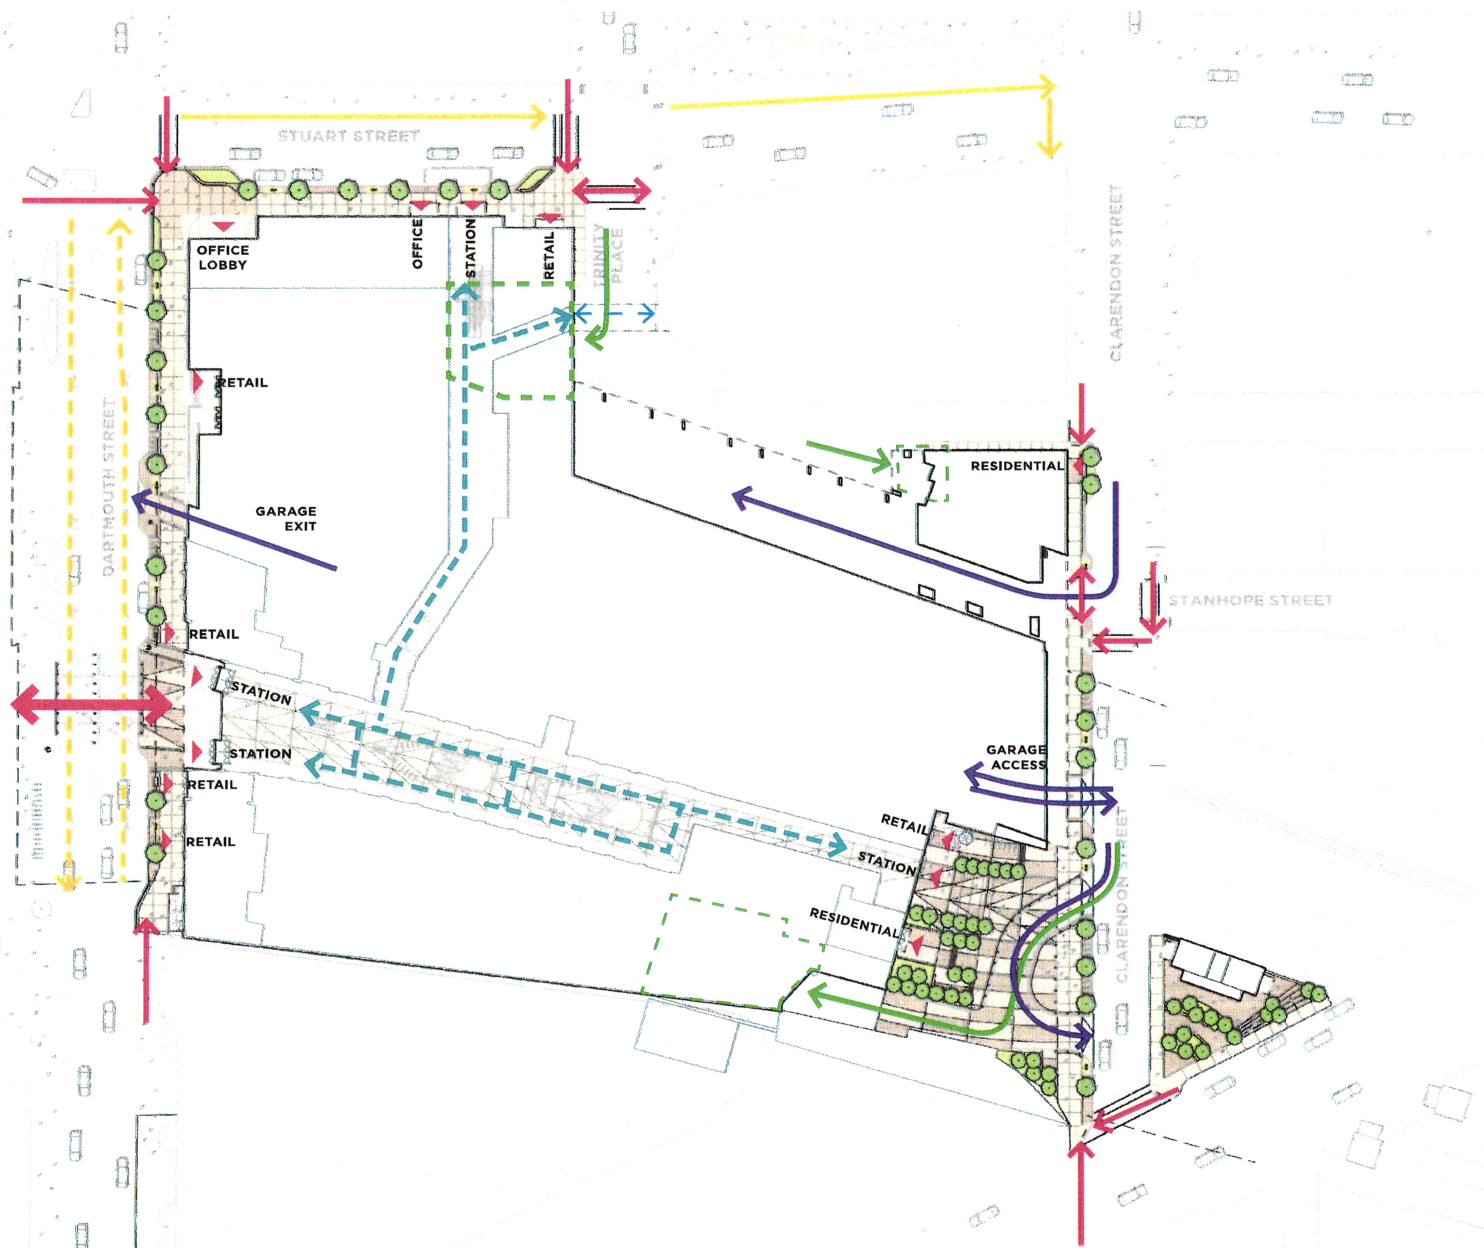 STUART STREET
CLARENDON STREET
TRINITY
PLACE
OFFICE
LOBBY
OFFICE
STATION
RETAIL
RETAIL
DARTMOUTH STREET
RESIDENTIAL
GARAGE
EXIT
STANHOPE STREET
RETAIL
STATION
STATION
GARAGE
ACCESS
RETAIL
RETAIL
RETAIL
STATION
CLARENDON STREET
RESIDENTIAL